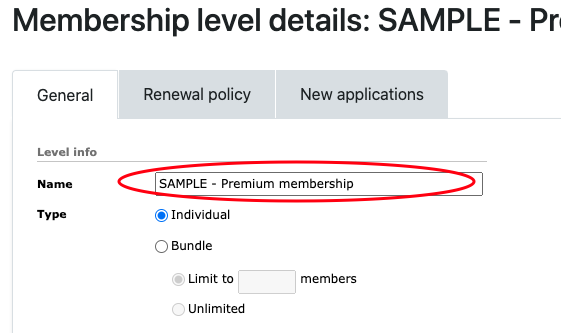 Membership level details: SAMPLE - Pr
General
Renewal policy
New applications
Level info
Name
SAMPLE - Premium membership
Type
Individual
Bundle
Limit to members
Unlimited